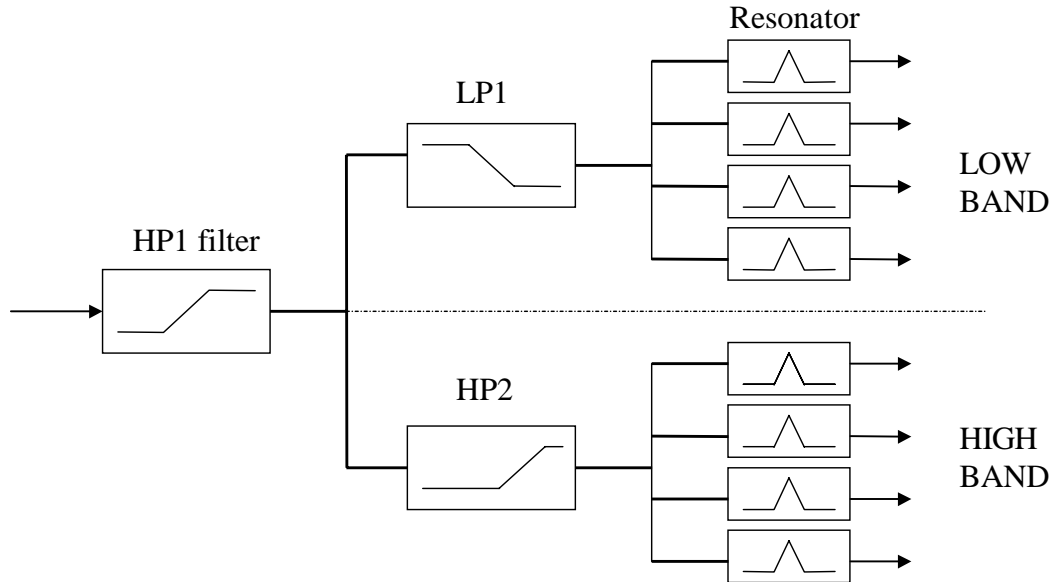 Resonator
LP1
LOW
BAND
HP1 filter
HP2
HIGH
BAND